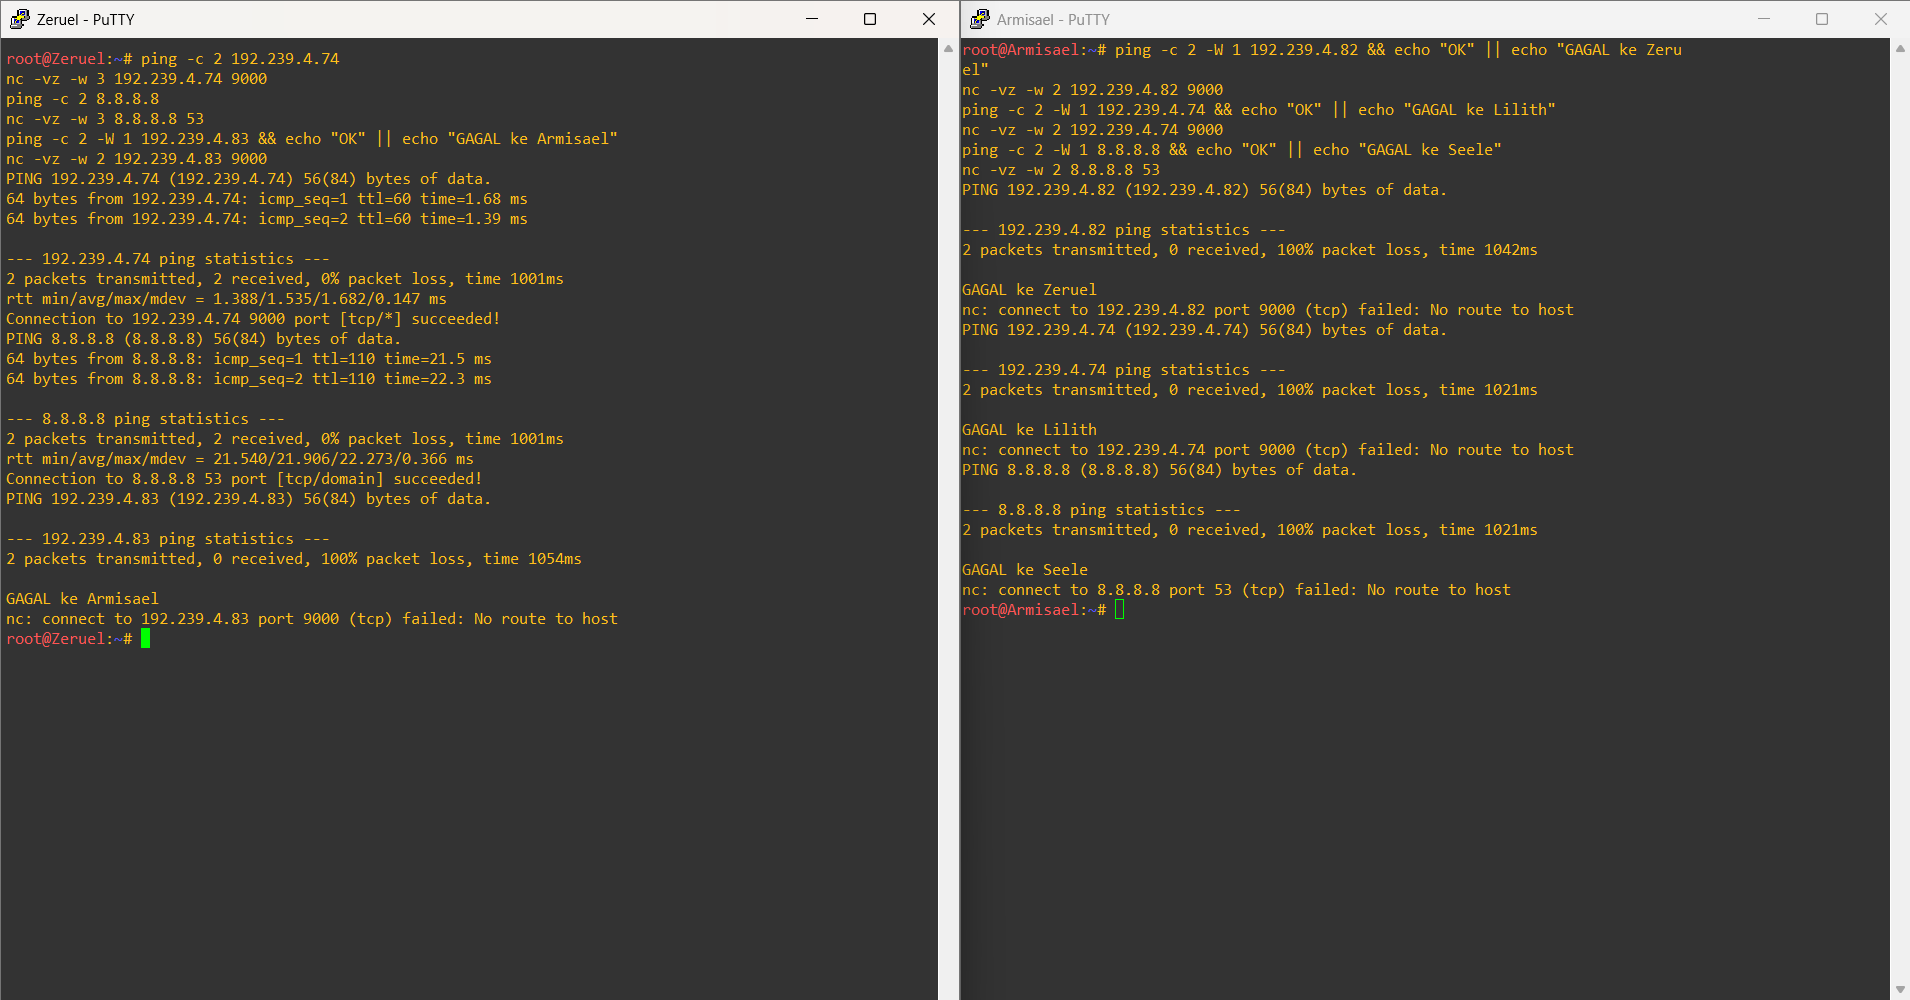 Zeruel - PuTTY
root@Zeruel:~# ping -c 2 192.239.4.74
nc -vz -w 3 192.239.4.74 9000
ping -c 2 8.8.8.8
nc -vz -w 3 8.8.8.8 53
ping -c 2 -W 1 192.239.4.83 && echo "OK" || echo "GAGAL ke Armisael"
nc -vz -w 2 192.239.4.83 9000
PING 192.239.4.74 (192.239.4.74) 56(84) bytes of data.
64 bytes from 192.239.4.74: icmp_seq=1 ttl=60 time=1.68 ms
64 bytes from 192.239.4.74: icmp_seq=2 ttl=60 time=1.39 ms
--- 192.239.4.74 ping statistics ---
2 packets transmitted, 2 received, 0% packet loss, time 1001ms
rtt min/avg/max/mdev = 1.388/1.535/1.682/0.147 ms
Connection to 192.239.4.74 9000 port [tcp/*] succeeded!
PING 8.8.8.8 (8.8.8.8) 56(84) bytes of data.
64 bytes from 8.8.8.8: icmp_seq=1 ttl=110 time=21.5 ms
64 bytes from 8.8.8.8: icmp_seq=2 ttl=110 time=22.3 ms
--- 8.8.8.8 ping statistics ---
2 packets transmitted, 2 received, 0% packet loss, time 1001ms
rtt min/avg/max/mdev = 21.540/21.906/22.273/0.366 ms
Connection to 8.8.8.8 53 port [tcp/domain] succeeded!
PING 192.239.4.83 (192.239.4.83) 56(84) bytes of data.
--- 192.239.4.83 ping statistics ---
2 packets transmitted, 0 received, 100% packet loss, time 1054ms
GAGAL ke Armisael
nc: connect to 192.239.4.83 port 9000 (tcp) failed: No route to host
root@Zeruel:~#
Armisael - PuTTY
root@Armisael:~# ping -c 2 -W 1 192.239.4.82 && echo "OK" || echo "GAGAL ke Zeru
el"
nc -vz -w 2 192.239.4.82 9000
ping -c 2 -W 1 192.239.4.74 && echo "OK" || echo "GAGAL ke Lilith"
nc -vz -w 2 192.239.4.74 9000
ping -c 2 -W 1 8.8.8.8 && echo "OK" || echo "GAGAL ke Seele"
nc -vz -w 2 8.8.8.8 53
PING 192.239.4.82 (192.239.4.82) 56(84) bytes of data.
--- 192.239.4.82 ping statistics ---
2 packets transmitted, 0 received, 100% packet loss, time 1042ms
GAGAL ke Zeruel
nc: connect to 192.239.4.82 port 9000 (tcp) failed: No route to host
PING 192.239.4.74 (192.239.4.74) 56(84) bytes of data.
--- 192.239.4.74 ping statistics ---
2 packets transmitted, 0 received, 100% packet loss, time 1021ms
GAGAL ke Lilith
nc: connect to 192.239.4.74 port 9000 (tcp) failed: No route to host
PING 8.8.8.8 (8.8.8.8) 56(84) bytes of data.
--- 8.8.8.8 ping statistics ---
2 packets transmitted, 0 received, 100% packet loss, time 1021ms
GAGAL ke Seele
nc: connect to 8.8.8.8 port 53 (tcp) failed: No route to host
root@Armisael:~#